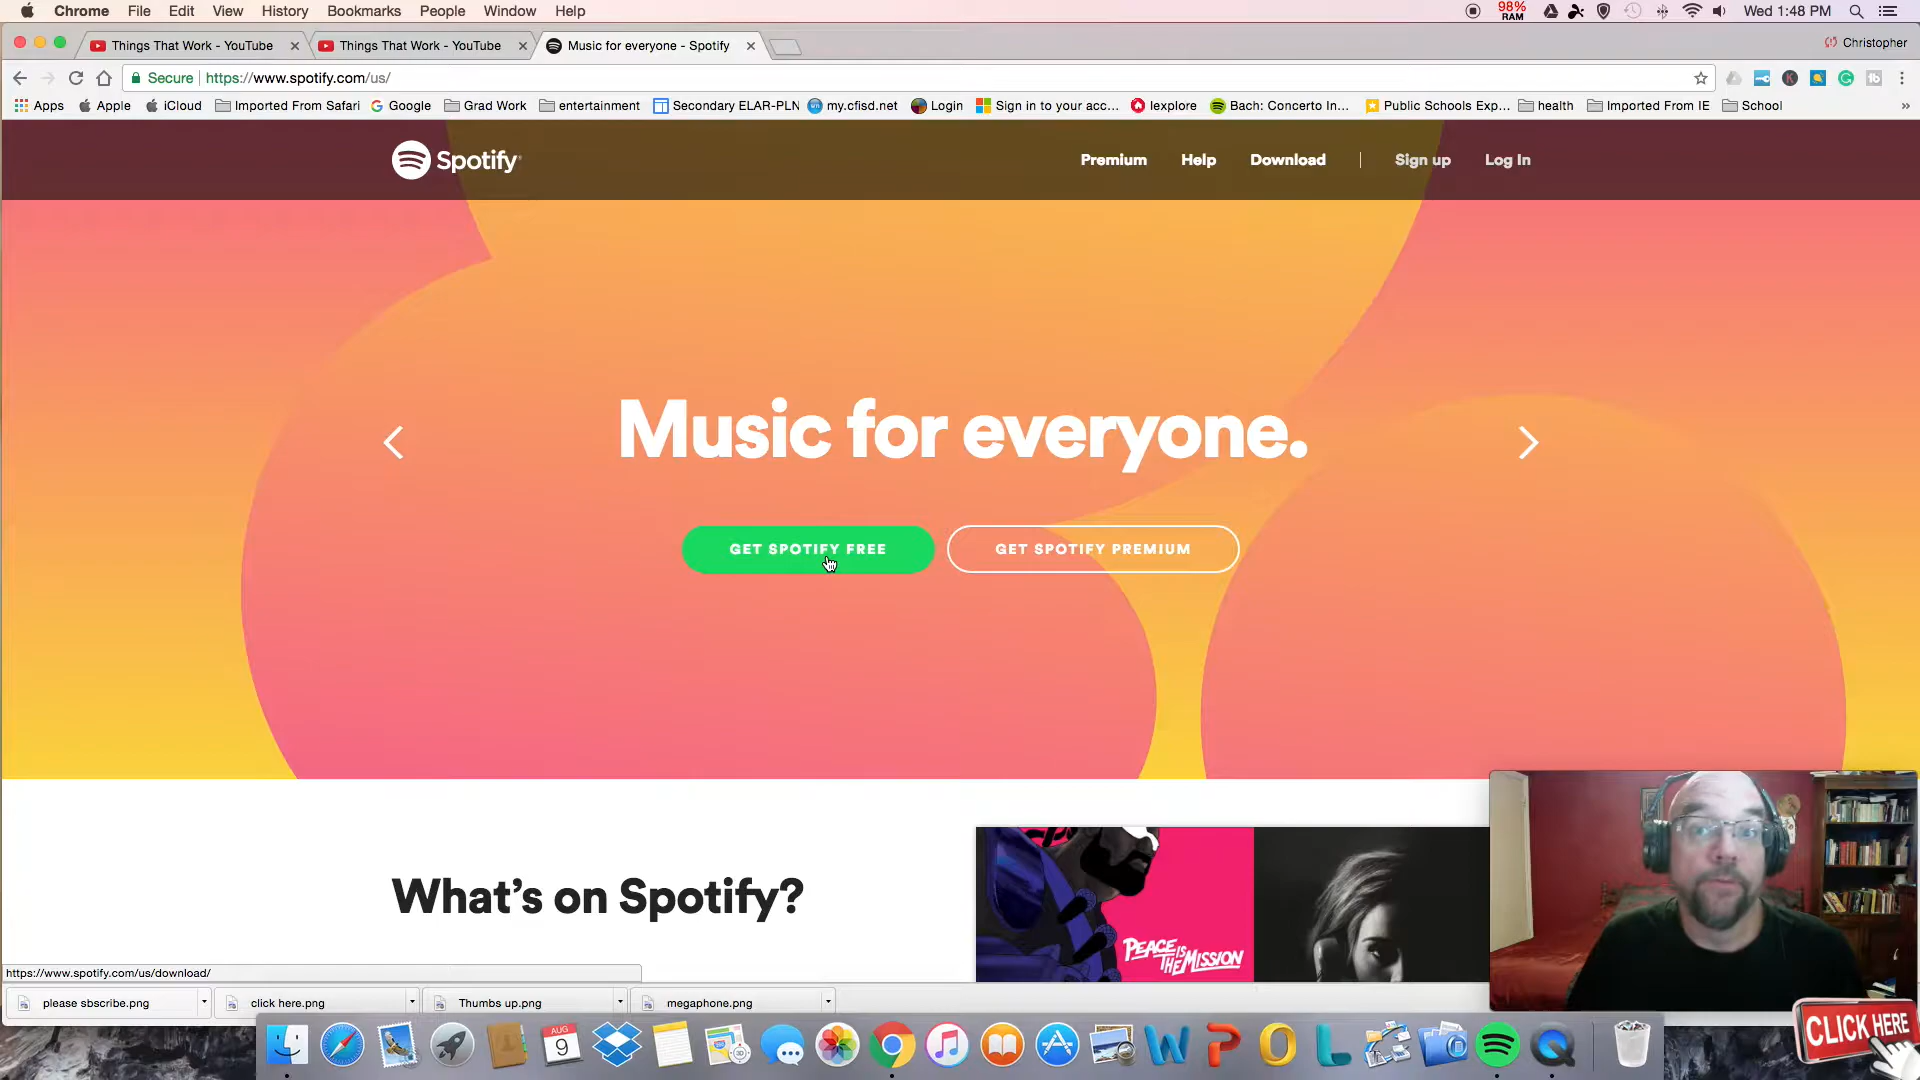 Chrome File Edit View History Bookmarks People Window Help
98% RAM
Wed 1:48 PM
Things That Work - YouTube
Things That Work - YouTube
Music for everyone - Spotify
Christopher
Secure https://www.spotify.com/us/
Apps Apple iCloud Imported From Safari Google Grad Work entertainment Secondary ELAR-PLN my.cfisd.net Login Sign in to your acc... Iexplore Bach: Concerto In... Public Schools Exp... health Imported From IE School
Spotify
Premium Help Download | Sign up Log In
Music for everyone.
GET SPOTIFY FREE
GET SPOTIFY PREMIUM
What's on Spotify?
PEACE IS THE MISSION
https://www.spotify.com/us/download/
please sbscribe.png
click here.png
Thumbs up.png
megaphone.png
AUG
9
CLICK HERE